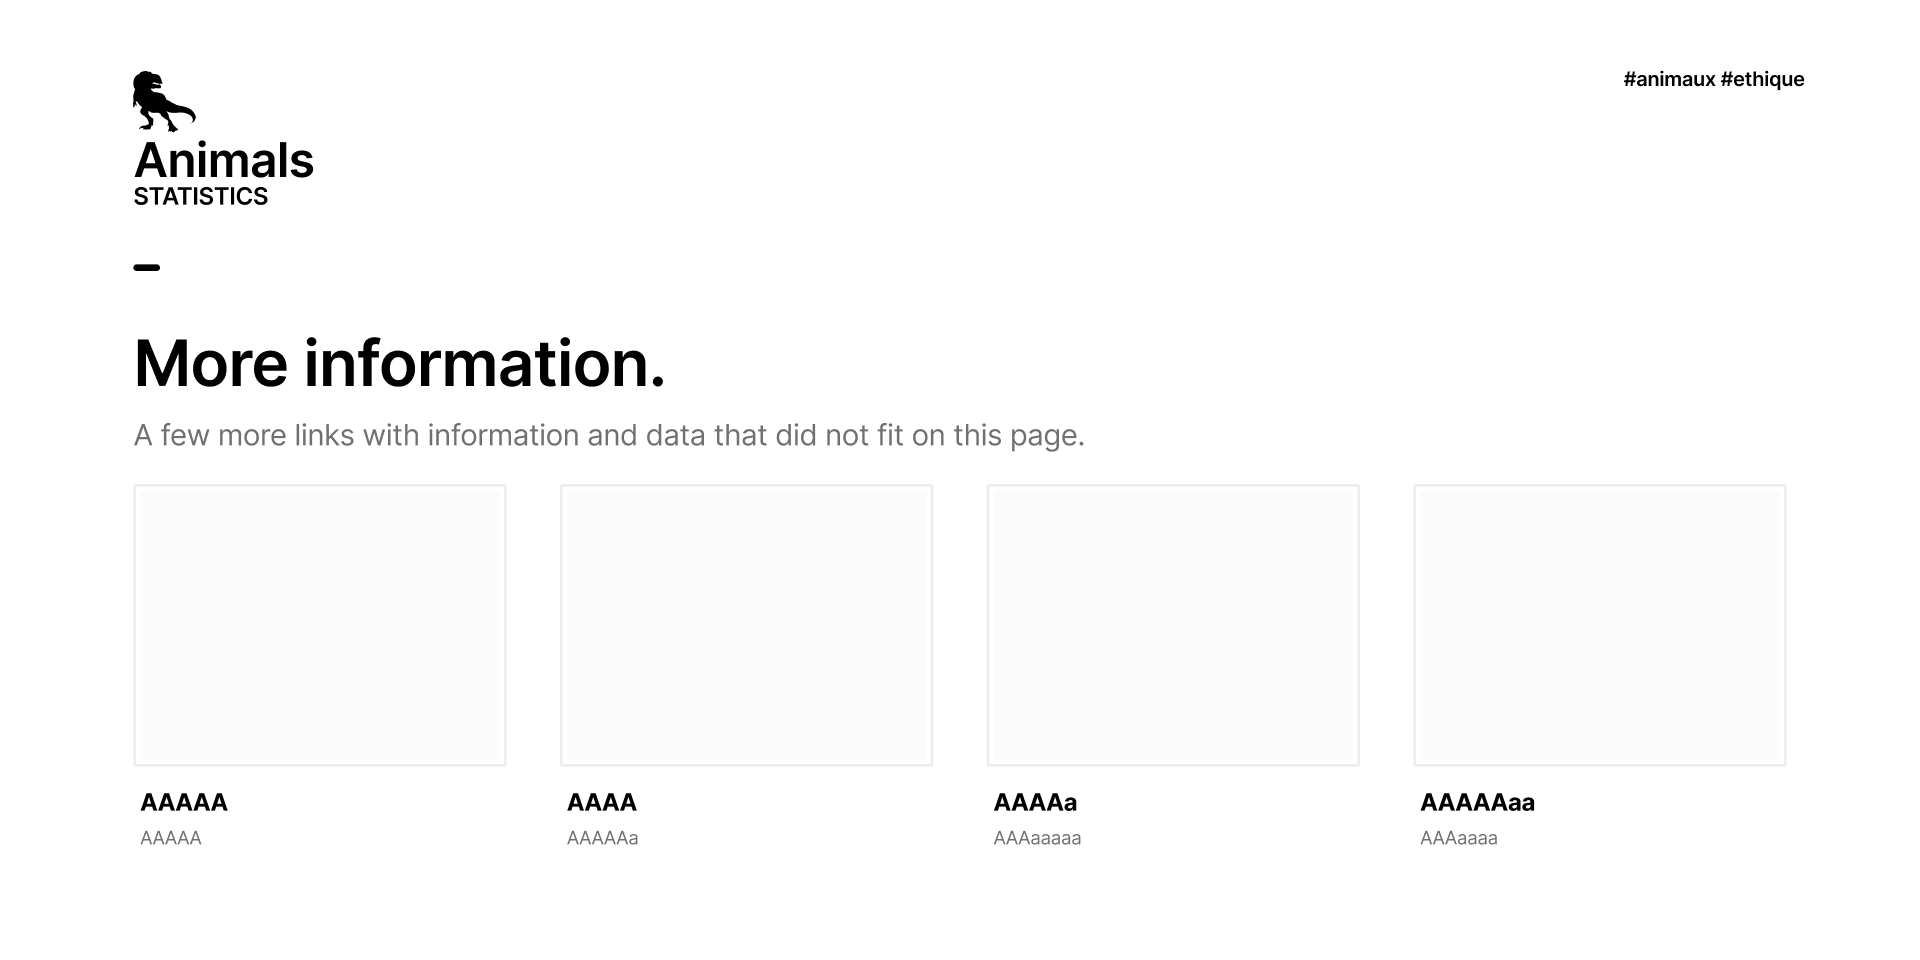 #animaux #ethique
Animals
STATISTICS
More information.
A few more links with information and data that did not fit on this page.
AAAAA
AAAAA
AAAA
AAAAAa
AAAAa
AAAaaaaa
AAAAAaa
AAAaaaa